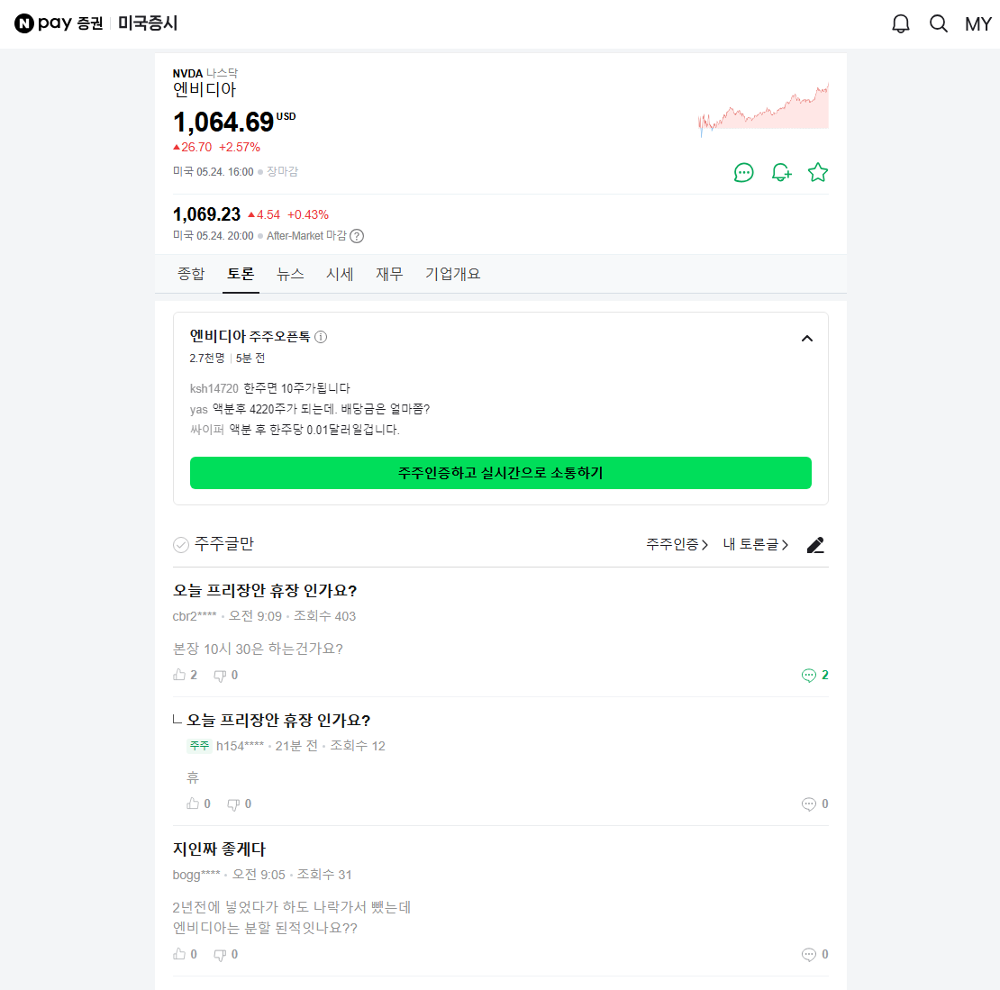 N pay 증권 미국증시
MY
NVDA 나스닥
엔비디아
1,064.69 USD
26.70 +2.57%
미국 05.24. 16:00 장마감
1,069.23 4.54 +0.43%
미국 05.24. 20:00 After-Market 마감 ?
종합 토론 뉴스 시세 재무 기업개요
엔비디아 주주오픈톡
2.7천명 5분 전
ksh14720 한주면 10주가됩니다
yas 액분후 4220주가 되는데. 배당금은 얼마쯤?
싸이퍼 액분 후 한주당 0.01달러일겁니다.
주주인증하고 실시간으로 소통하기
주주글만 주주인증 내 토론글
오늘 프리장안 휴장 인가요?
cbr2**** · 오전 9:09 · 조회수 403
본장 10시 30은 하는건가요?
2 0 2
오늘 프리장안 휴장 인가요?
주주 h154**** · 21분 전 · 조회수 12
휴
0 0 0
지인짜 좋게다
bogg**** · 오전 9:05 · 조회수 31
2년전에 넣었다가 하도 나락가서 뺐는데
엔비디아는 분할 된적잇나요??
0 0 0